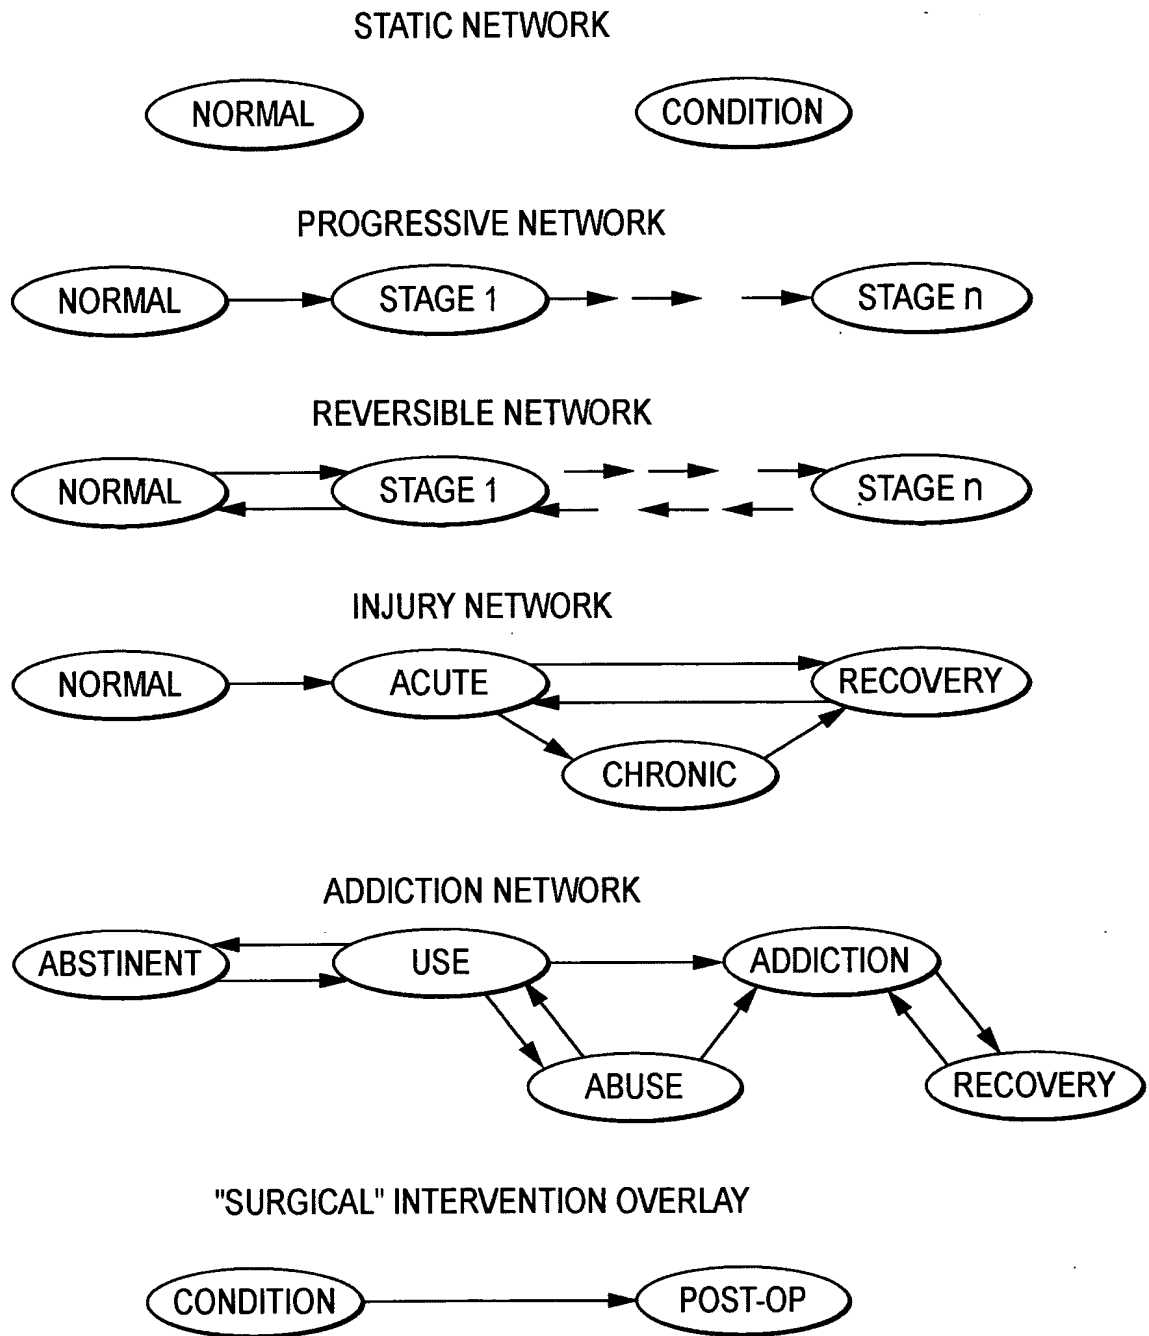 STATIC NETWORK
NORMAL CONDITION
PROGRESSIVE NETWORK
NORMAL STAGE 1 STAGE n
REVERSIBLE NETWORK
NORMAL STAGE 1 STAGE n
INJURY NETWORK
NORMAL ACUTE RECOVERY
CHRONIC
ADDICTION NETWORK
ABSTINENT USE ADDICTION
ABUSE RECOVERY
"SURGICAL" INTERVENTION OVERLAY
CONDITION POST-OP